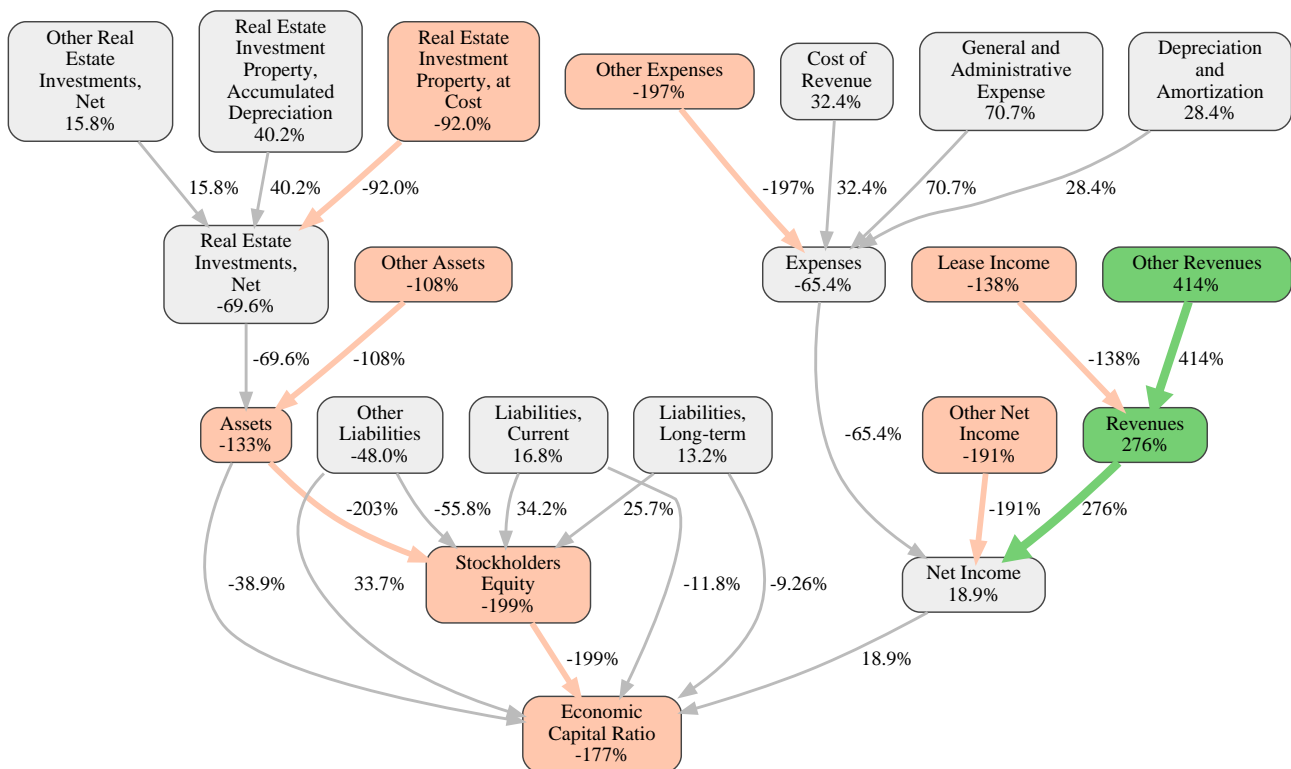 Other Real
Estate
Investments,
Net
15.8%
Real Estate
Investment
Property,
Accumulated
Depreciation
40.2%
Real Estate
Investment
Property, at
Cost
-92.0%
Other Expenses
-197%
Cost of
Revenue
32.4%
General and
Administrative
Expense
70.7%
Depreciation
and
Amortization
28.4%
15.8%
40.2%
-92.0%
-197%
32.4%
70.7%
28.4%
Real Estate
Investments,
Net
-69.6%
Other Assets
-108%
Expenses
-65.4%
Lease Income
-138%
Other Revenues
414%
-69.6%
-108%
-138%
414%
Assets
-133%
Other
Liabilities
-48.0%
Liabilities,
Current
16.8%
Liabilities,
Long-term
13.2%
-65.4%
Other Net
Income
-191%
Revenues
276%
-203%
-55.8%
34.2%
25.7%
-191%
276%
Stockholders
Equity
-199%
Net Income
18.9%
-38.9%
33.7%
-11.8%
-9.26%
-199%
18.9%
Economic
Capital Ratio
-177%